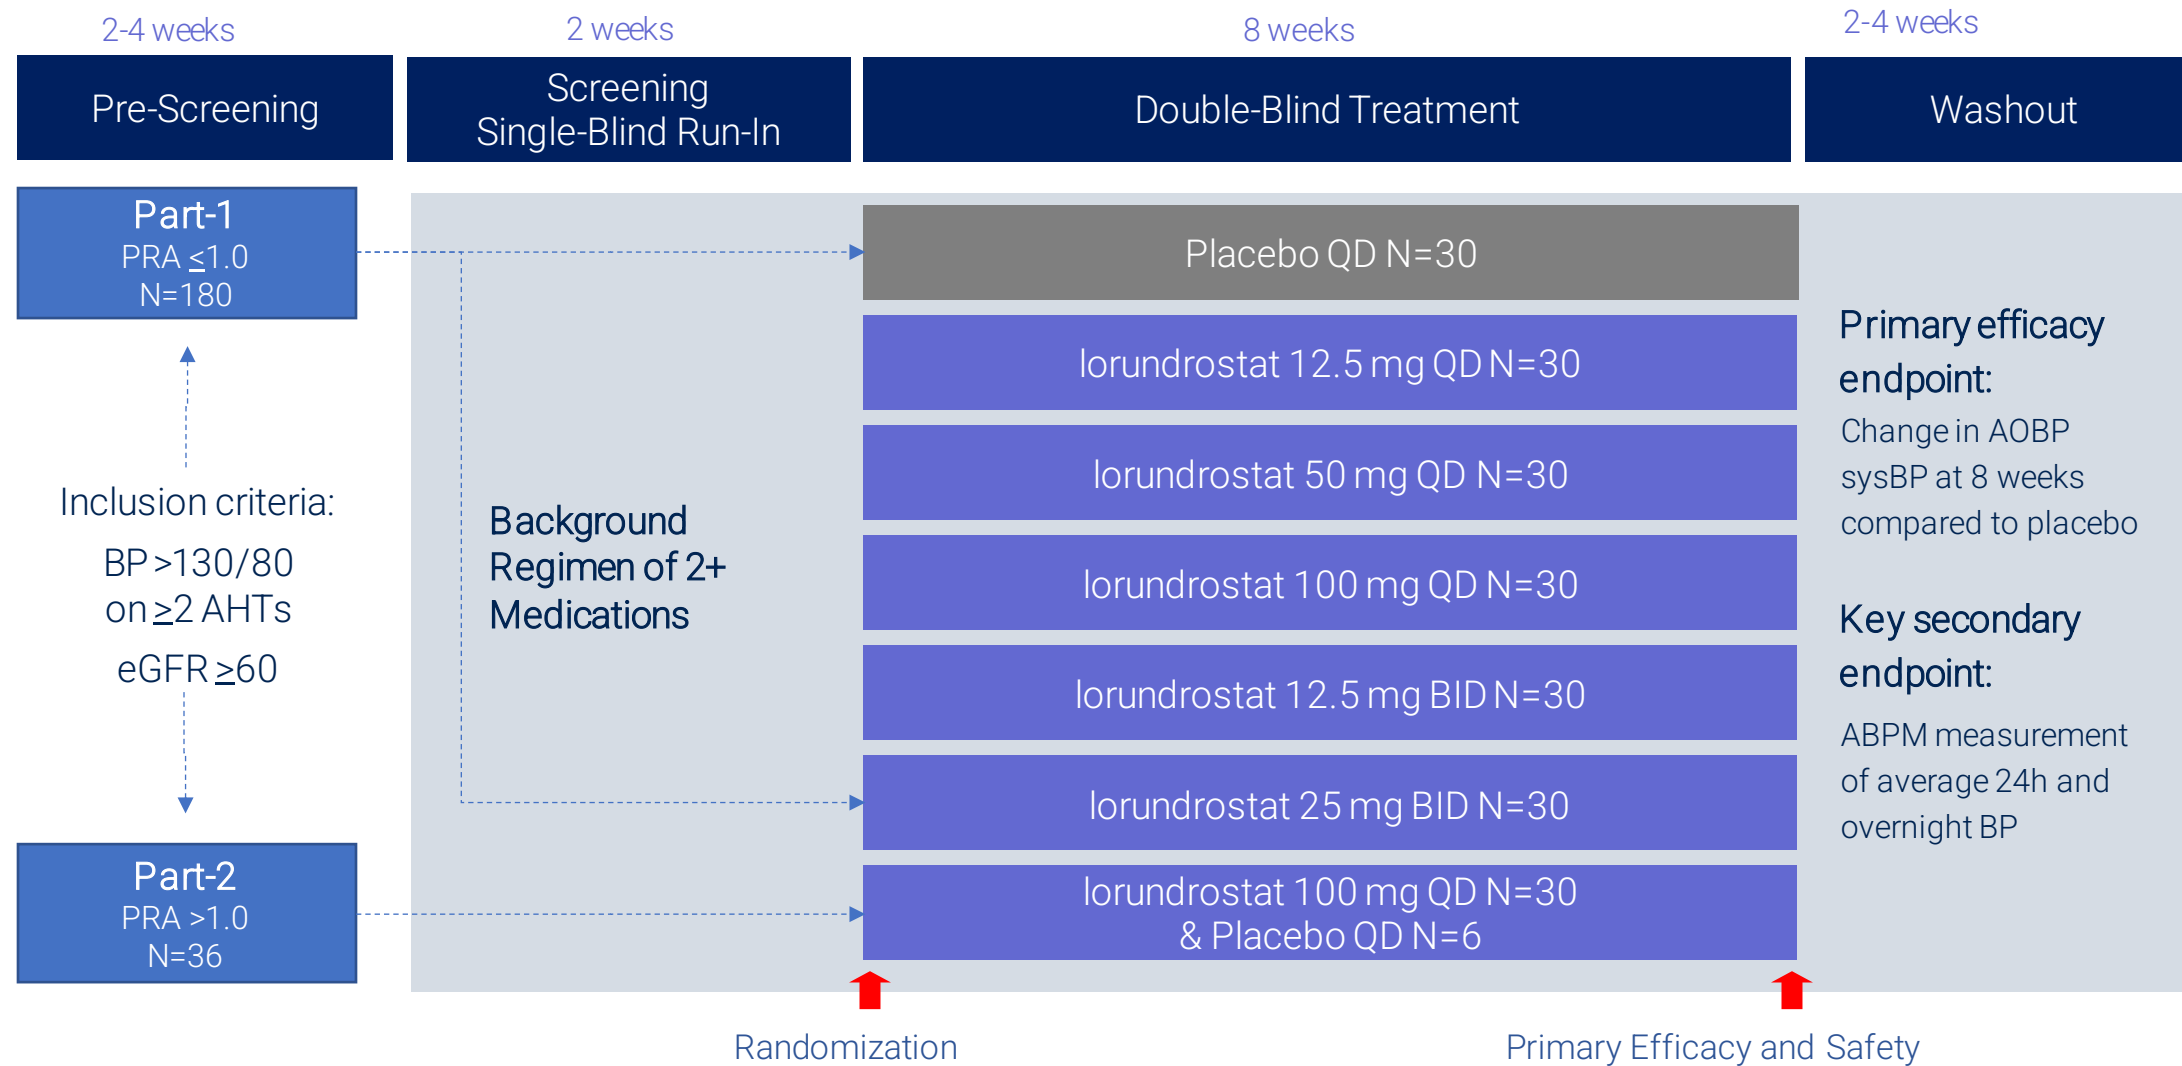 2-4 weeks
2 weeks
8 weeks
2-4 weeks
Pre-Screening
Screening
Single-Blind Run-In
Double-Blind Treatment
Washout
Part-1
PRA ≤1.0
N=180
Inclusion criteria:
BP >130/80
on ≥2 AHTs
eGFR ≥60
Part-2
PRA >1.0
N=36
Background
Regimen of 2+
Medications
Placebo QD N=30
lorundrostat 12.5 mg QD N=30
lorundrostat 50 mg QD N=30
lorundrostat 100 mg QD N=30
lorundrostat 12.5 mg BID N=30
lorundrostat 25 mg BID N=30
lorundrostat 100 mg QD N=30
& Placebo QD N=6
Primary efficacy
endpoint:
Change in AOBP
sysBP at 8 weeks
compared to placebo
Key secondary
endpoint:
ABPM measurement
of average 24h and
overnight BP
Randomization
Primary Efficacy and Safety